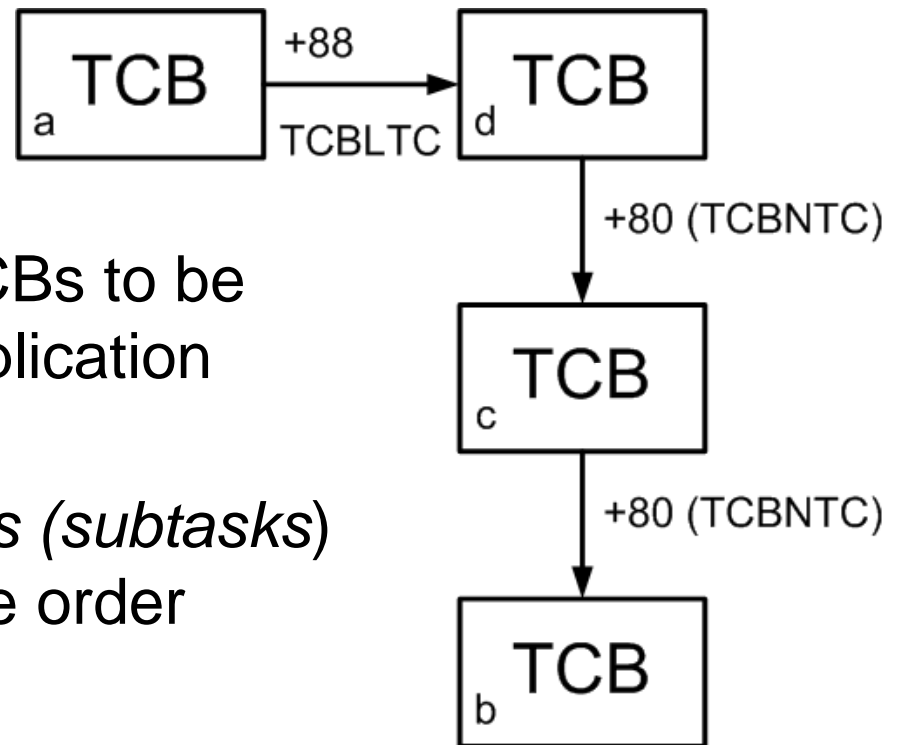 TCB
a
+88
TCBLTC
TCB
d
+80 (TCBNTC)
CBs to be
plication
TCB
c
s (subtasks)
e order
+80 (TCBNTC)
TCB
b